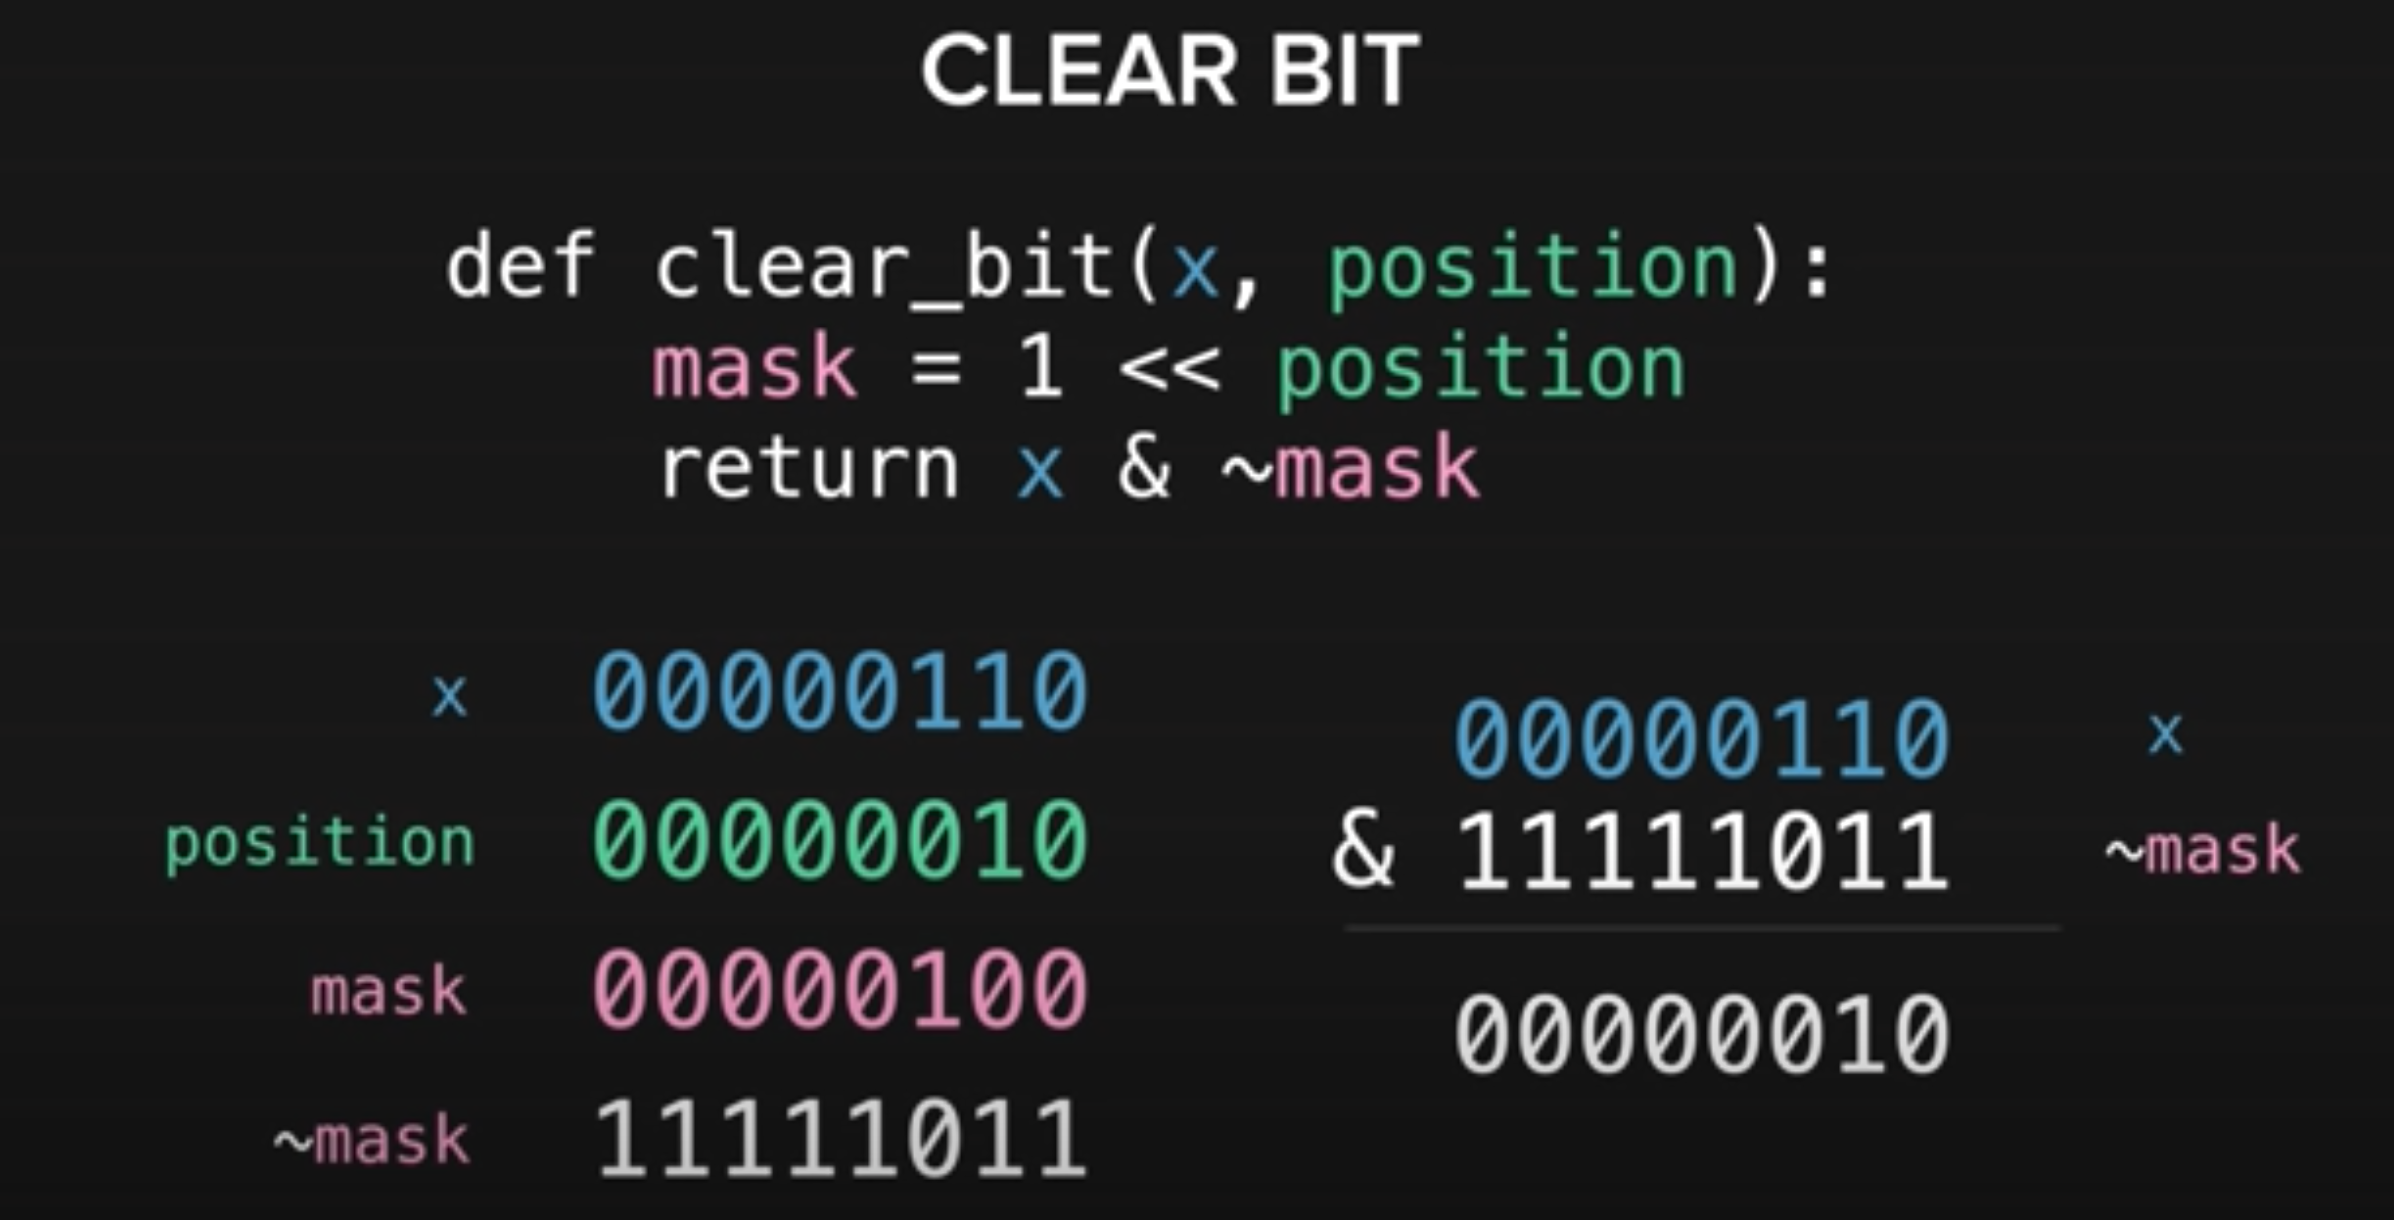 CLEAR BIT
def clear_bit(x, position):
    mask = 1 << position
    return x & ~mask
x 00000110
position 00000010
mask 00000100
~mask 11111011
00000110 x
& 11111011 ~mask
00000010